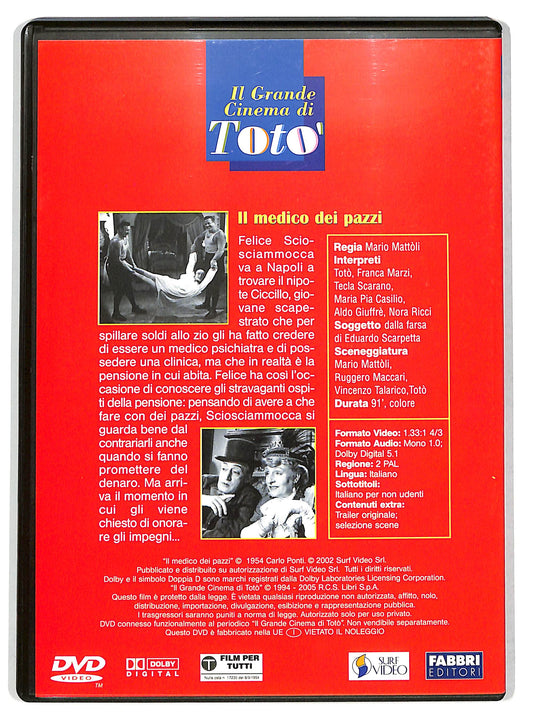 Il Grande
Cinema di
Totò
Il medico dei pazzi
Felice Scio-
sciammocca
va a Napoli a
trovare il nipo-
te Ciccillo, gio-
vane scape-
strato che per
spillare soldi allo zio gli ha fatto credere
di essere un medico psichiatra e di pos-
sedere una clinica, ma che in realtà è la
pensione in cui abita. Felice ha così l'oc-
casione di conoscere gli stravaganti ospi-
ti della pensione: pensando di avere a che
fare con dei pazzi, Sciosciammocca si
guarda bene dal
contrariarli anche
quando si fanno
promettere del
denaro. Ma arri-
va il momento in
cui gli viene
chiesto di onora-
re gli impegni...
Regia Mario Mattòli
Interpreti
Totò, Franca Marzi,
Tecla Scarano,
Maria Pia Casilio,
Aldo Giuffrè, Nora Ricci
Soggetto dalla farsa
di Eduardo Scarpetta
Sceneggiatura
Mario Mattòli,
Ruggero Maccari,
Vincenzo Talarico,Totò
Durata 91', colore
Formato Video: 1.33:1 4/3
Formato Audio: Mono 1.0;
Dolby Digital 5.1
Regione: 2 PAL
Lingua: Italiano
Sottotitoli:
Italiano per non udenti
Contenuti extra:
Trailer originale;
selezione scene
"Il medico dei pazzi" © 1954 Carlo Ponti, © 2002 Surf Video Srl.
Pubblicato e distribuito su autorizzazione di Surf Video Srl. Tutti i diritti riservati.
Dolby e il simbolo Doppia D sono marchi registrati dalla Dolby Laboratories Licensing Corporation.
"Il Grande Cinema di Totò" © 1994 - 2005 R.C.S. Libri S.p.A.
Questo film è protetto dalla legge. È vietata qualsiasi riproduzione non autorizzata, affitto, nolo,
distribuzione, importazione, divulgazione, esibizione e rappresentazione pubblica.
I trasgressori saranno puniti a norma di legge. Autorizzato solo per uso privato.
DVD connesso funzionalmente al periodico "Il Grande Cinema di Totò". Non vendibile separatamente.
Questo DVD è fabbricato nella UE I VIETATO IL NOLEGGIO
DVD
VIDEO
TM
DOLBY
DIGITAL
T
FILM PER
TUTTI
SURF
VIDEO
FABBRI
EDITORI